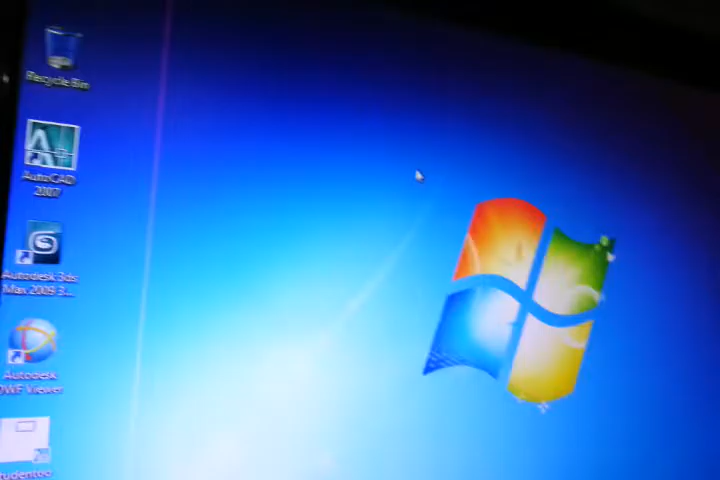 Recycle Bin
AutoCAD
2007
Autodesk 3ds
Max 2009 3...
Autodesk
DWF Viewer